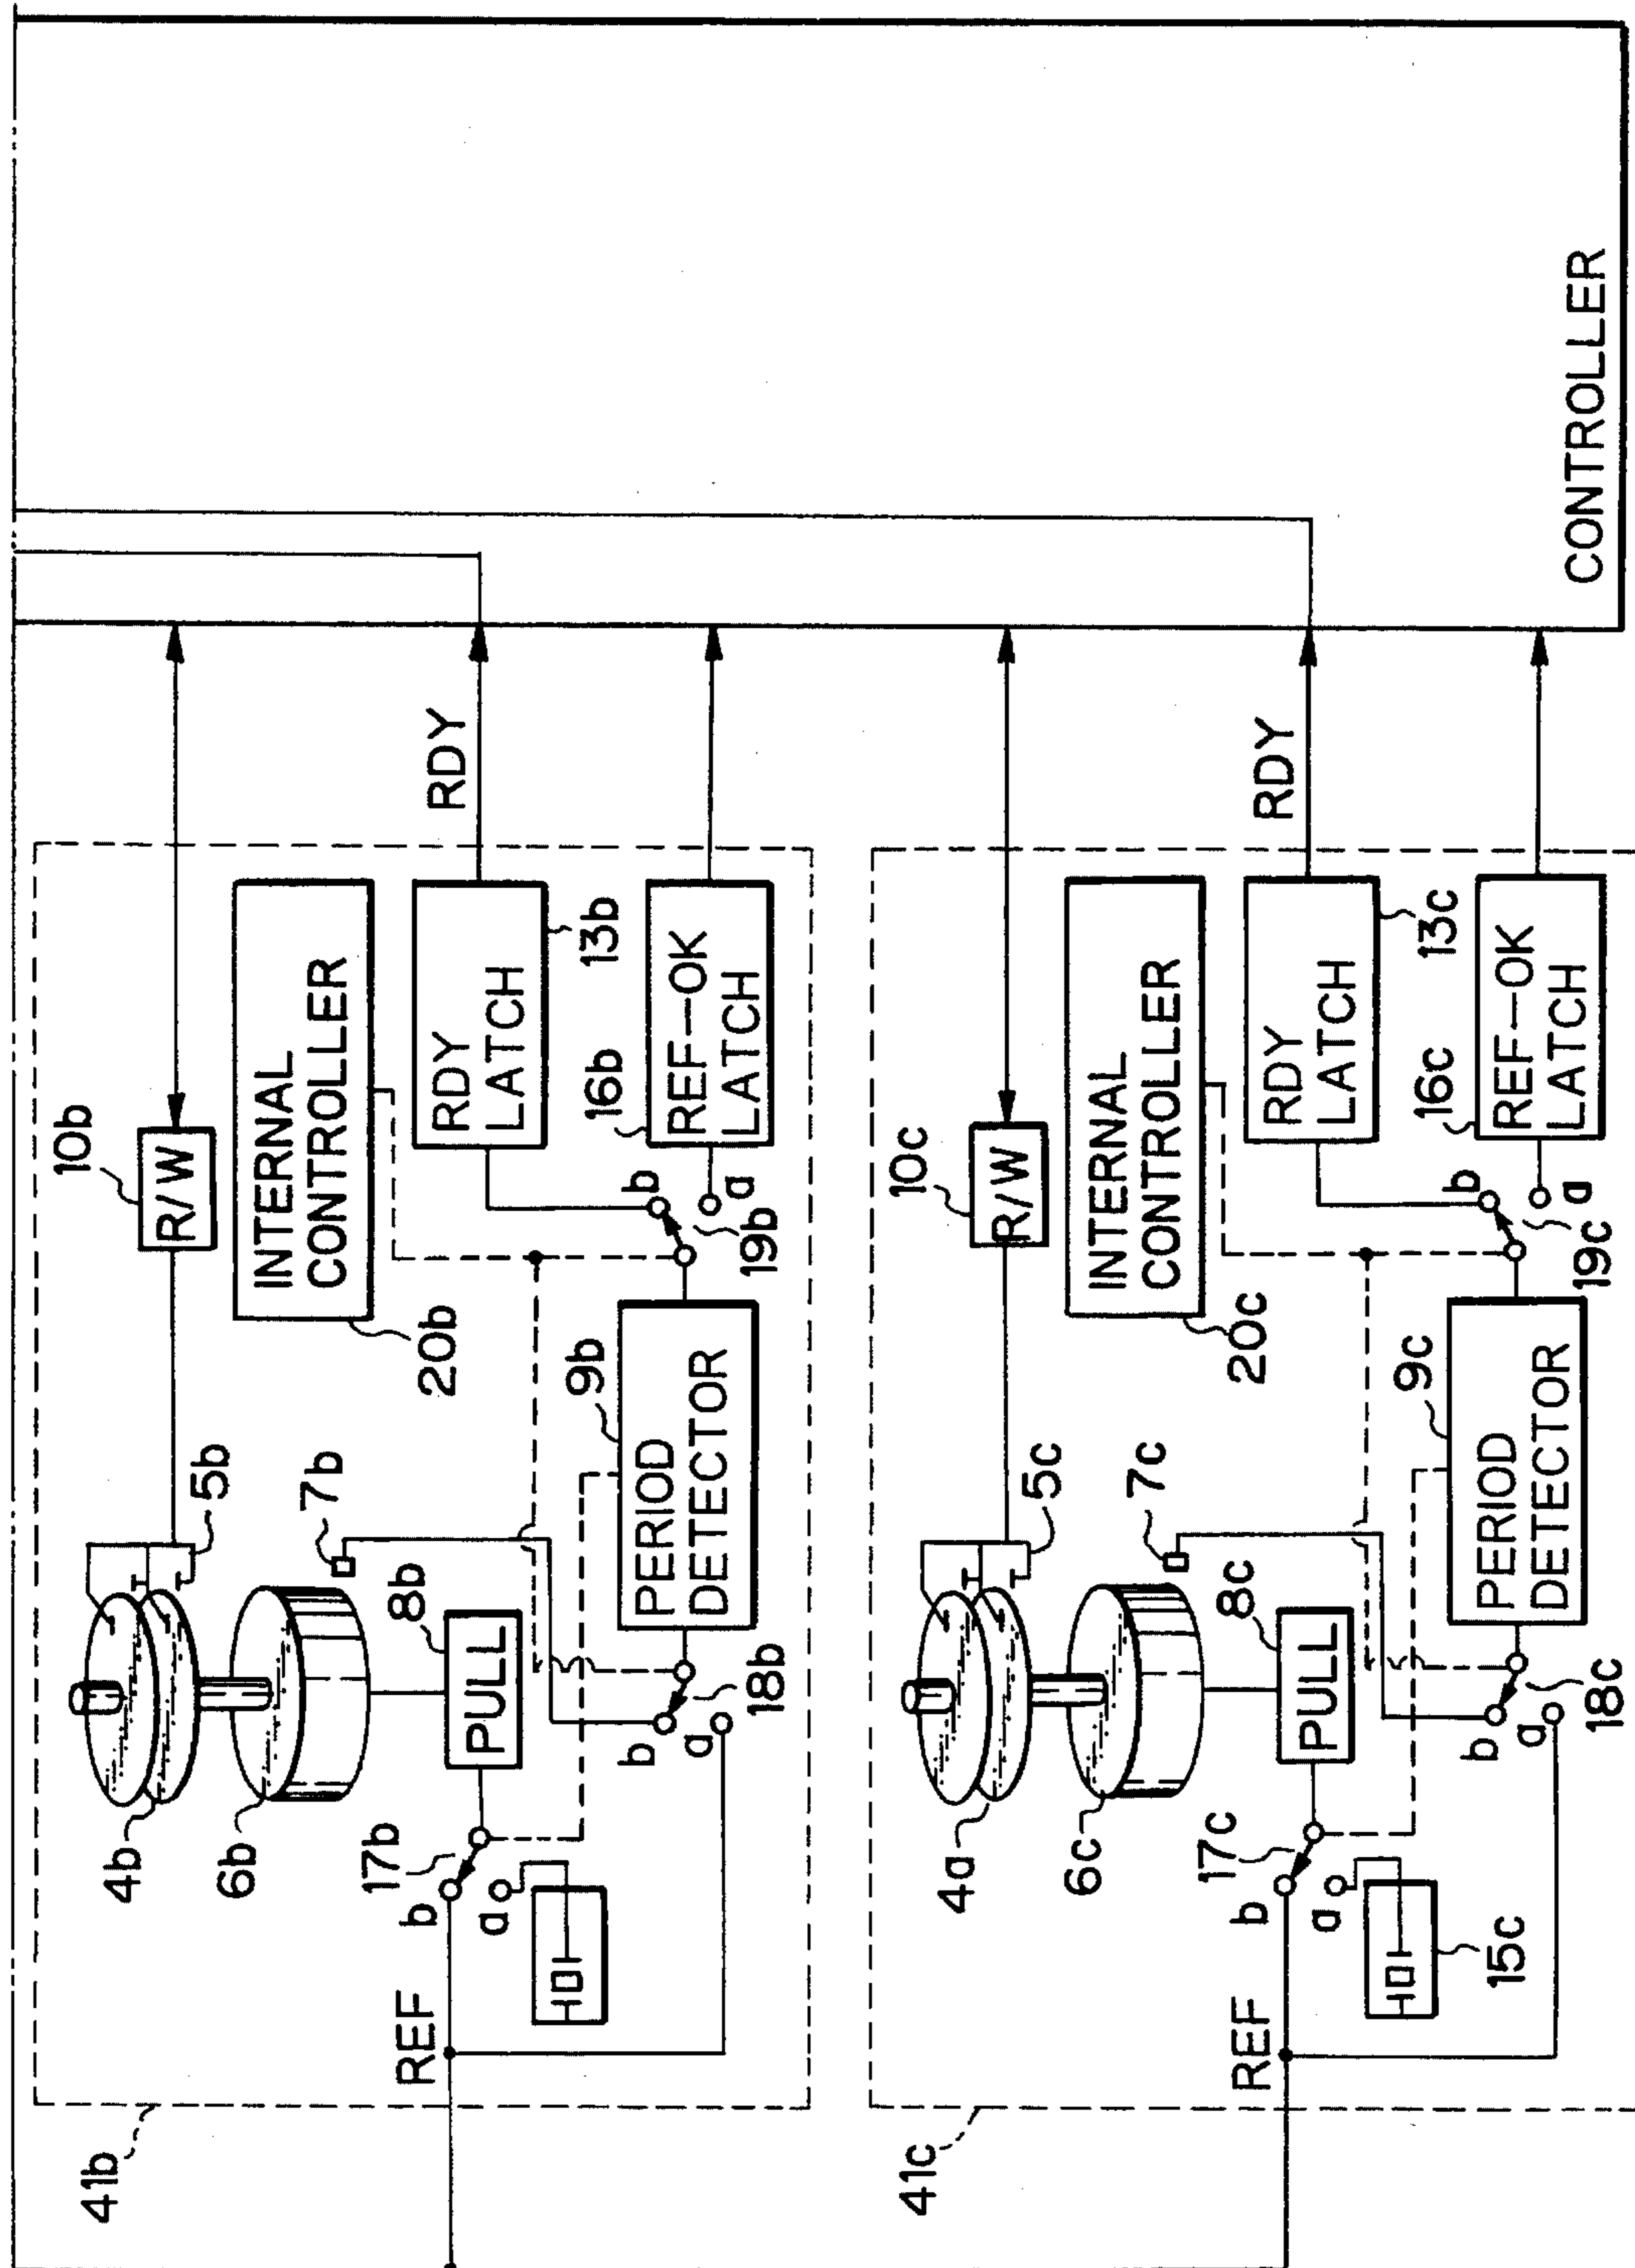 CONTROLLER
41b
REF
4b
5b
10b
R/W
6b
7b
20b
INTERNAL
CONTROLLER
17b
b
a
8b
PULL
RDY
LATCH
13b
RDY
18b
b
a
9b
PERIOD
DETECTOR
19b
b
a
16b
REF-OK
LATCH
41c
REF
4a
5c
10c
R/W
6c
7c
20c
INTERNAL
CONTROLLER
17c
b
a
15c
8c
PULL
RDY
LATCH
13c
RDY
18c
b
a
9c
PERIOD
DETECTOR
19c
b
a
16c
REF-OK
LATCH